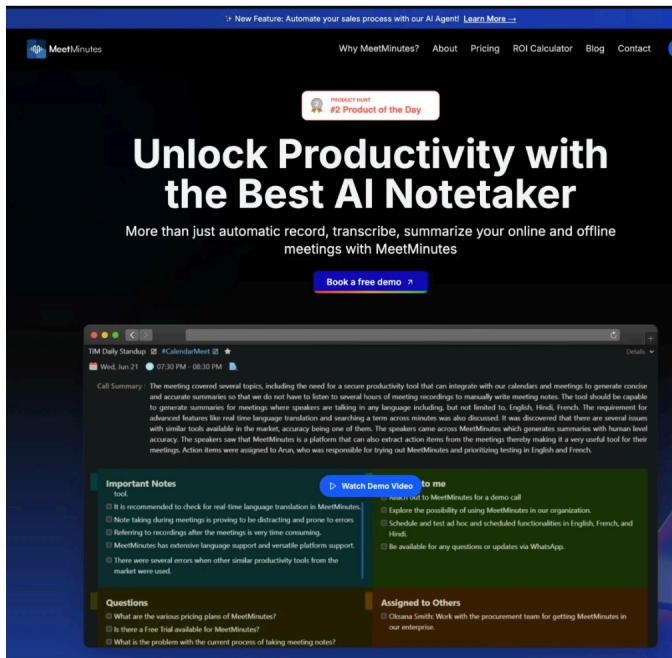 ✨ New Feature: Automate your sales process with our AI Agent! Learn More →
MeetMinutes
Why MeetMinutes? About Pricing ROI Calculator Blog Contact
2
PRODUCT HUNT
#2 Product of the Day
Unlock Productivity with
the Best AI Notetaker
More than just automatic record, transcribe, summarize your online and offline
meetings with MeetMinutes
Book a free demo ↗
TIM Daily Standup #CalendarMeet ★
Details
Wed, Jun 21 07:30 PM - 08:30 PM
Call Summary : The meeting covered several topics, including the need for a secure productivity tool that can integrate with our calendars and meetings to generate concise
and accurate summaries so that we do not have to listen to several hours of meeting recordings to manually write meeting notes. The tool should be capable
to generate summaries for meetings where speakers are talking in any language including, but not limited to, English, Hindi, French. The requirement for
advanced features like real time language translation and searching a term across minutes was also discussed. It was discovered that there are several issues
with similar tools available in the market, accuracy being one of them. The speakers came across MeetMinutes which generates summaries with human level
accuracy. The speakers saw that MeetMinutes is a platform that can also extract action items from the meetings thereby making it a very useful tool for their
meetings. Action items were assigned to Arun, who was responsible for trying out MeetMinutes and prioritizing testing in English and French.
Important Notes
tool.
It is recommended to check for real-time language translation in MeetMinutes.
Note taking during meetings is proving to be distracting and prone to errors
Referring to recordings after the meetings is very time consuming.
MeetMinutes has extensive language support and versatile platform support.
There were several errors when other similar productivity tools from the
market were used.
Watch Demo Video
to me
Reach out to MeetMinutes for a demo call
Explore the possibility of using MeetMinutes in our organization.
Schedule and test ad hoc and scheduled functionalities in English, French, and
Hindi.
Be available for any questions or updates via WhatsApp.
Questions
What are the various pricing plans of MeetMinutes?
Is there a Free Trial available for MeetMinutes?
What is the problem with the current process of taking meeting notes?
Assigned to Others
Oksana Smith: Work with the procurement team for getting MeetMinutes in
our enterprise.